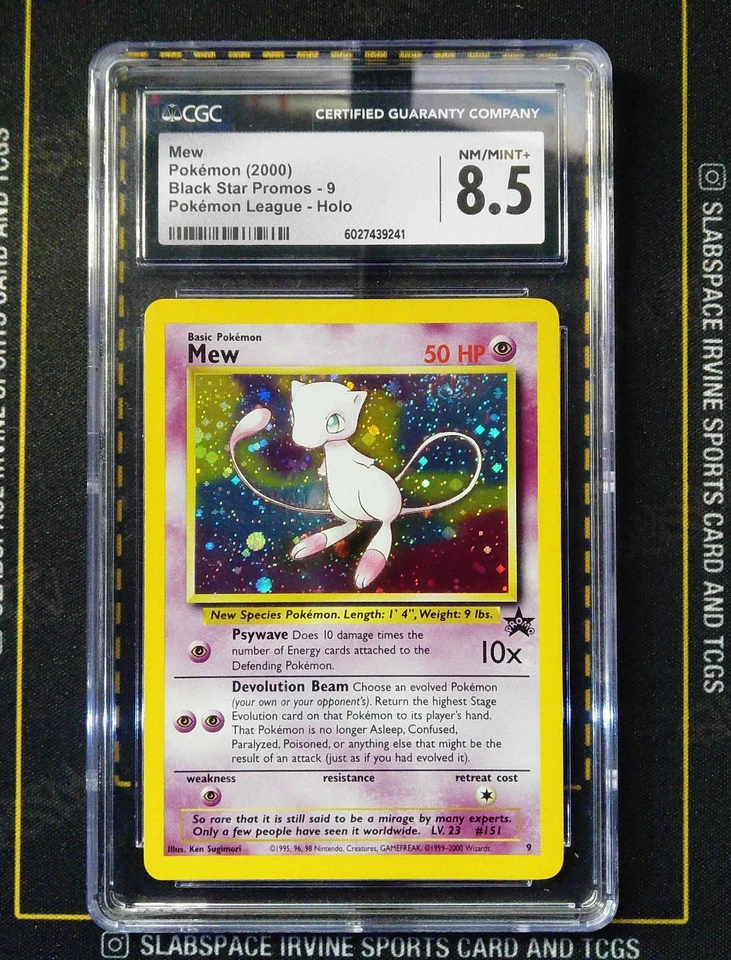 CGC CERTIFIED GUARANTY COMPANY
Mew
Pokémon (2000)
Black Star Promos - 9
Pokémon League - Holo
NM/MINT+
8.5
6027439241
Basic Pokémon
Mew
50 HP
New Species Pokémon. Length: 1' 4", Weight: 9 lbs.
PROMO
Psywave Does 10 damage times the
number of Energy cards attached to the
Defending Pokémon.
10x
Devolution Beam Choose an evolved Pokémon
(your own or your opponent's). Return the highest Stage
Evolution card on that Pokémon to its player's hand.
That Pokémon is no longer Asleep, Confused,
Paralyzed, Poisoned, or anything else that might be the
result of an attack (just as if you had evolved it).
weakness resistance retreat cost
So rare that it is still said to be a mirage by many experts.
Only a few people have seen it worldwide. LV. 23 #151
Illus. Ken Sugimori ©1995, 96, 98 Nintendo, Creatures, GAMEFREAK. ©1999-2000 Wizards. 9
SLABSPACE IRVINE SPORTS CARD AND TCGS
SLABSPACE IRVINE SPORTS CARD AND TCGS